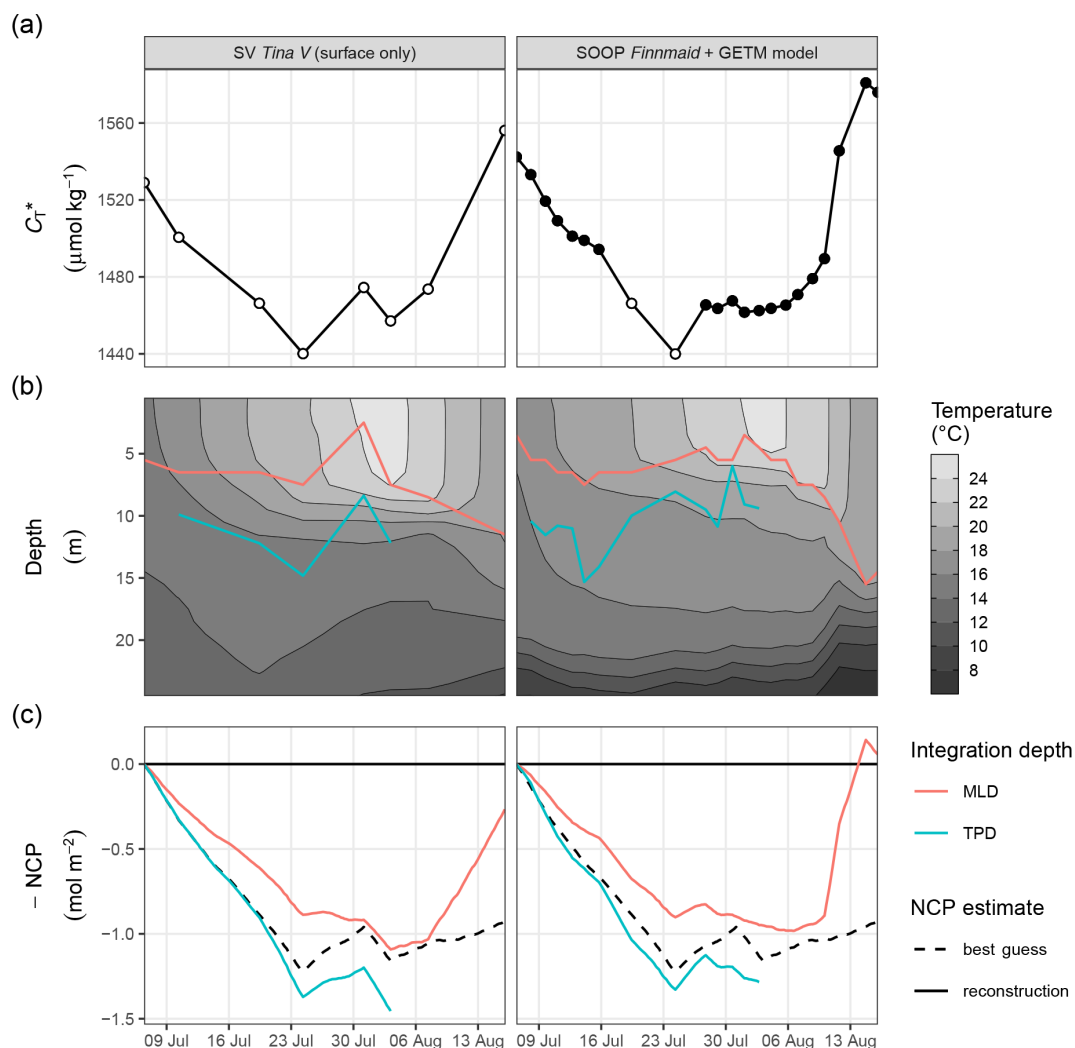 (a)
SV Tina V (surface only)
SOOP Finnmaid + GETM model
1560
1520
1480
1440
C_T*
(μmol kg⁻¹)
(b)
5
10
15
20
Depth
(m)
Temperature
(°C)
24
22
20
18
16
14
12
10
8
(c)
0.0
−0.5
−1.0
−1.5
− NCP
(mol m⁻²)
09 Jul 16 Jul 23 Jul 30 Jul 06 Aug 13 Aug
09 Jul 16 Jul 23 Jul 30 Jul 06 Aug 13 Aug
Integration depth
MLD
TPD
NCP estimate
best guess
reconstruction